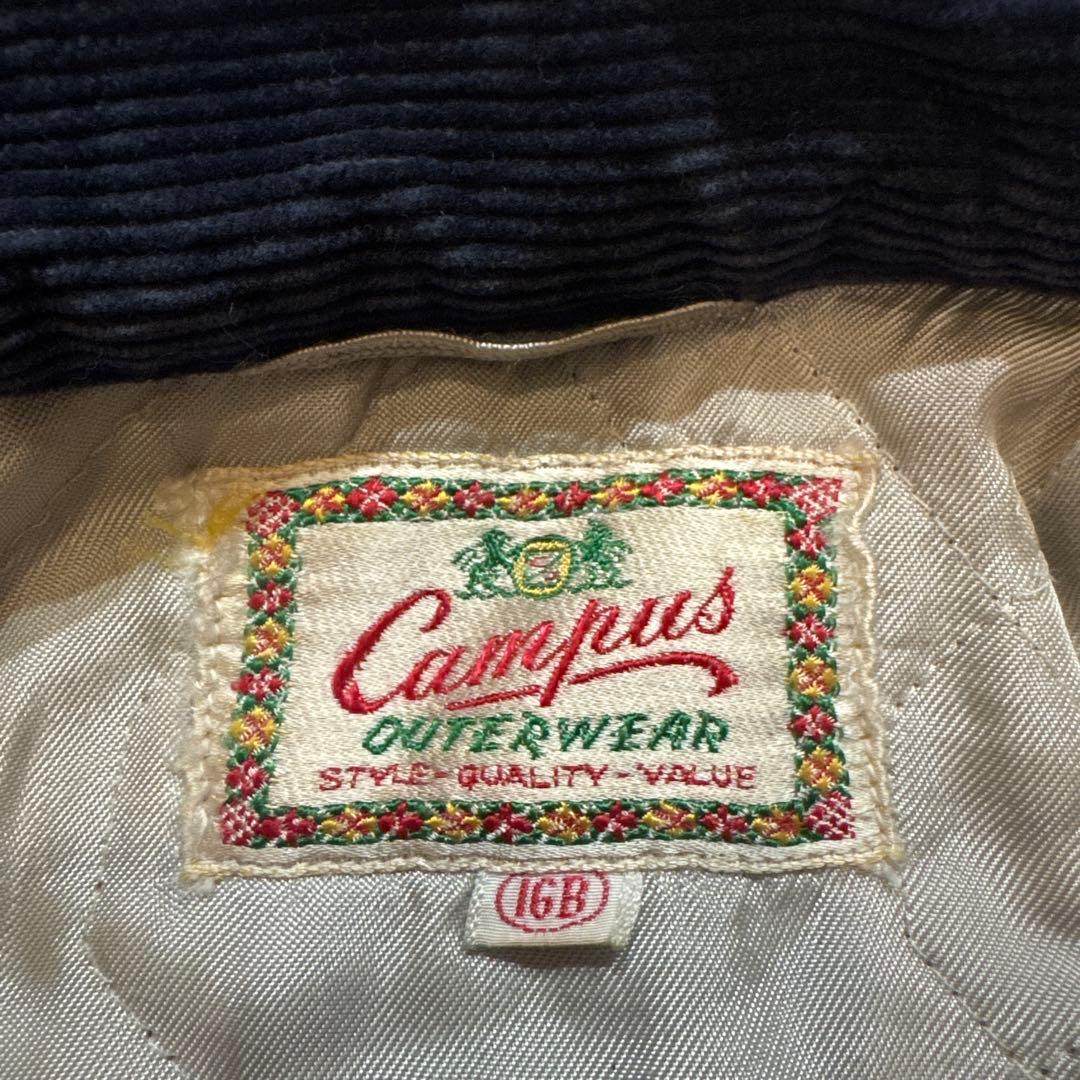 Campus
OUTERWEAR
STYLE-QUALITY-VALUE
16B